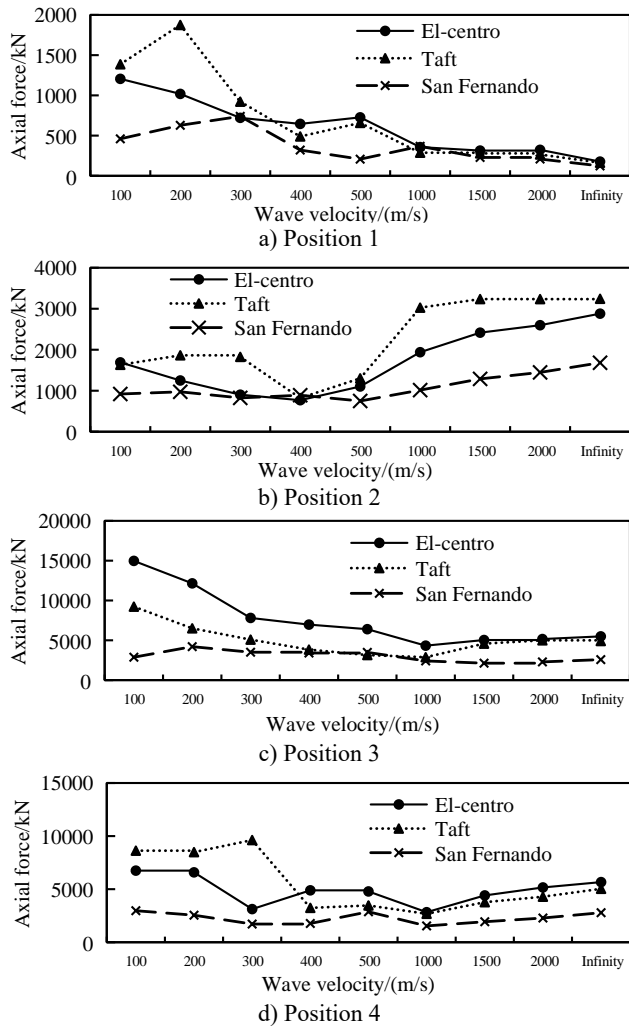 2000
1500
1000
500
0
Axial force/kN
El-centro
Taft
San Fernando
100 200 300 400 500 1000 1500 2000 Infinity
Wave velocity/(m/s)
a) Position 1
4000
3000
2000
1000
0
Axial force/kN
El-centro
Taft
San Fernando
100 200 300 400 500 1000 1500 2000 Infinity
Wave velocity/(m/s)
b) Position 2
20000
15000
10000
5000
0
Axial force/kN
El-centro
Taft
San Fernando
100 200 300 400 500 1000 1500 2000 Infinity
Wave velocity/(m/s)
c) Position 3
15000
10000
5000
0
Axial force/kN
El-centro
Taft
San Fernando
100 200 300 400 500 1000 1500 2000 Infinity
Wave velocity/(m/s)
d) Position 4